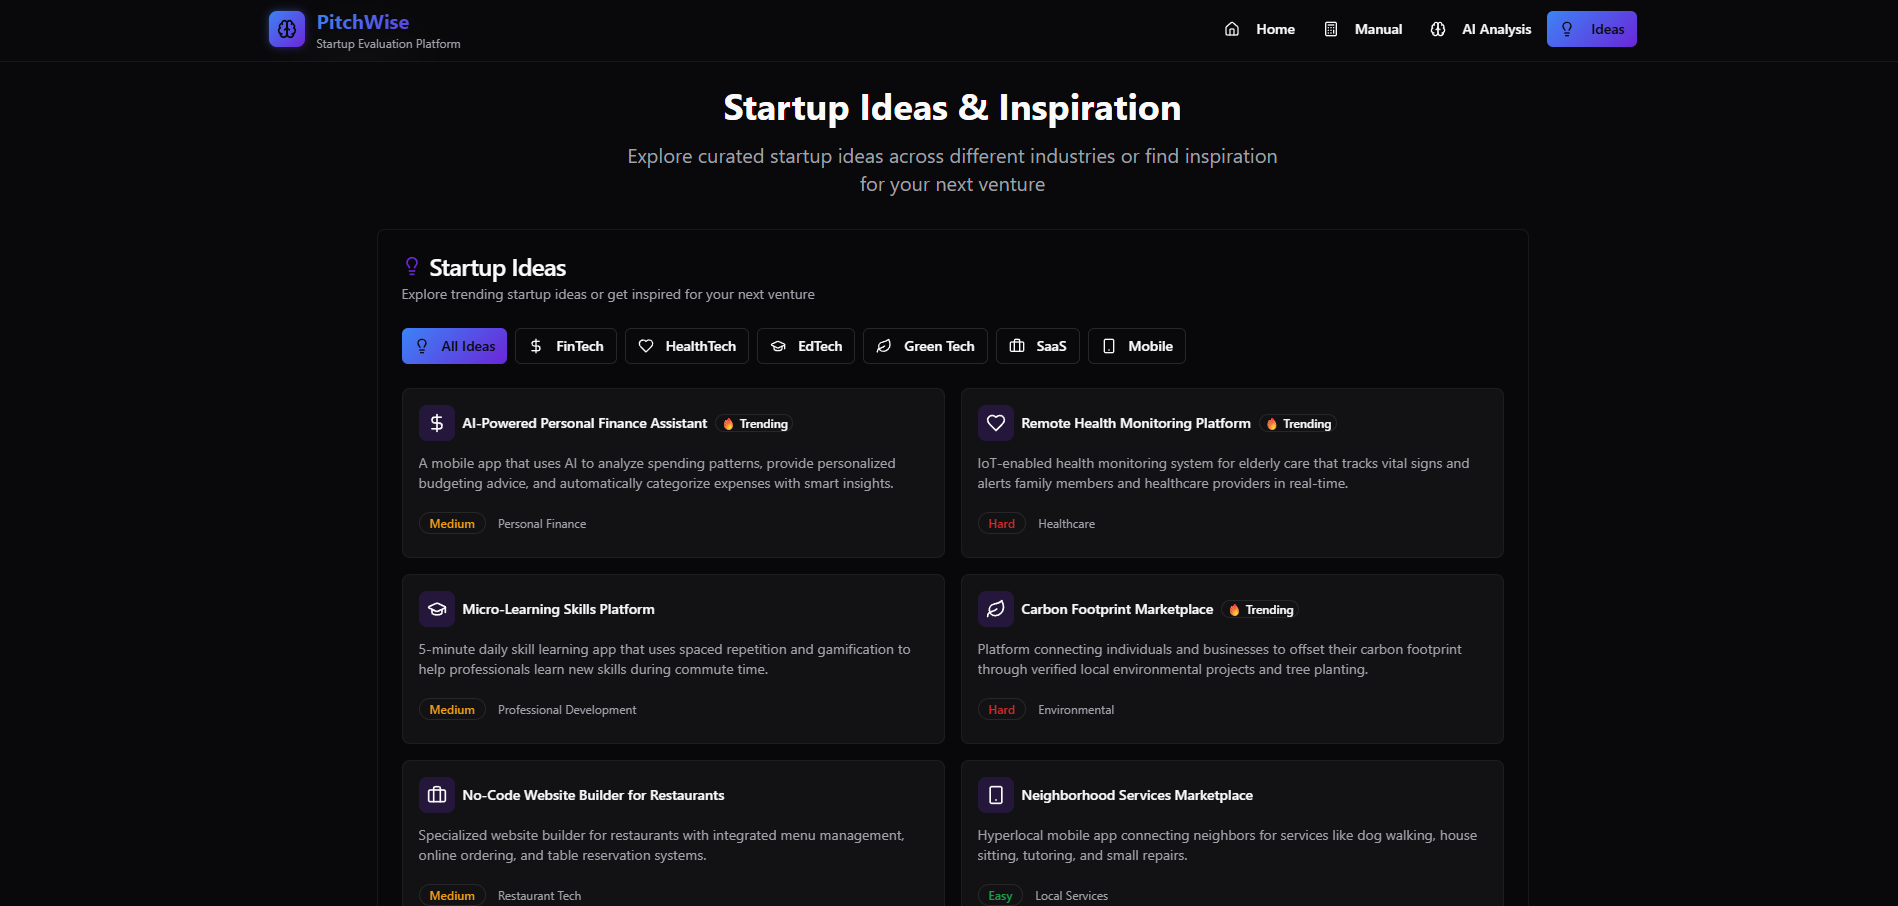 PitchWise
Startup Evaluation Platform
Home
Manual
AI Analysis
Ideas
Startup Ideas & Inspiration
Explore curated startup ideas across different industries or find inspiration
for your next venture
Startup Ideas
Explore trending startup ideas or get inspired for your next venture
All Ideas
FinTech
HealthTech
EdTech
Green Tech
SaaS
Mobile
AI-Powered Personal Finance Assistant
Trending
A mobile app that uses AI to analyze spending patterns, provide personalized
budgeting advice, and automatically categorize expenses with smart insights.
Medium
Personal Finance
Remote Health Monitoring Platform
Trending
IoT-enabled health monitoring system for elderly care that tracks vital signs and
alerts family members and healthcare providers in real-time.
Hard
Healthcare
Micro-Learning Skills Platform
5-minute daily skill learning app that uses spaced repetition and gamification to
help professionals learn new skills during commute time.
Medium
Professional Development
Carbon Footprint Marketplace
Trending
Platform connecting individuals and businesses to offset their carbon footprint
through verified local environmental projects and tree planting.
Hard
Environmental
No-Code Website Builder for Restaurants
Specialized website builder for restaurants with integrated menu management,
online ordering, and table reservation systems.
Medium
Restaurant Tech
Neighborhood Services Marketplace
Hyperlocal mobile app connecting neighbors for services like dog walking, house
sitting, tutoring, and small repairs.
Easy
Local Services